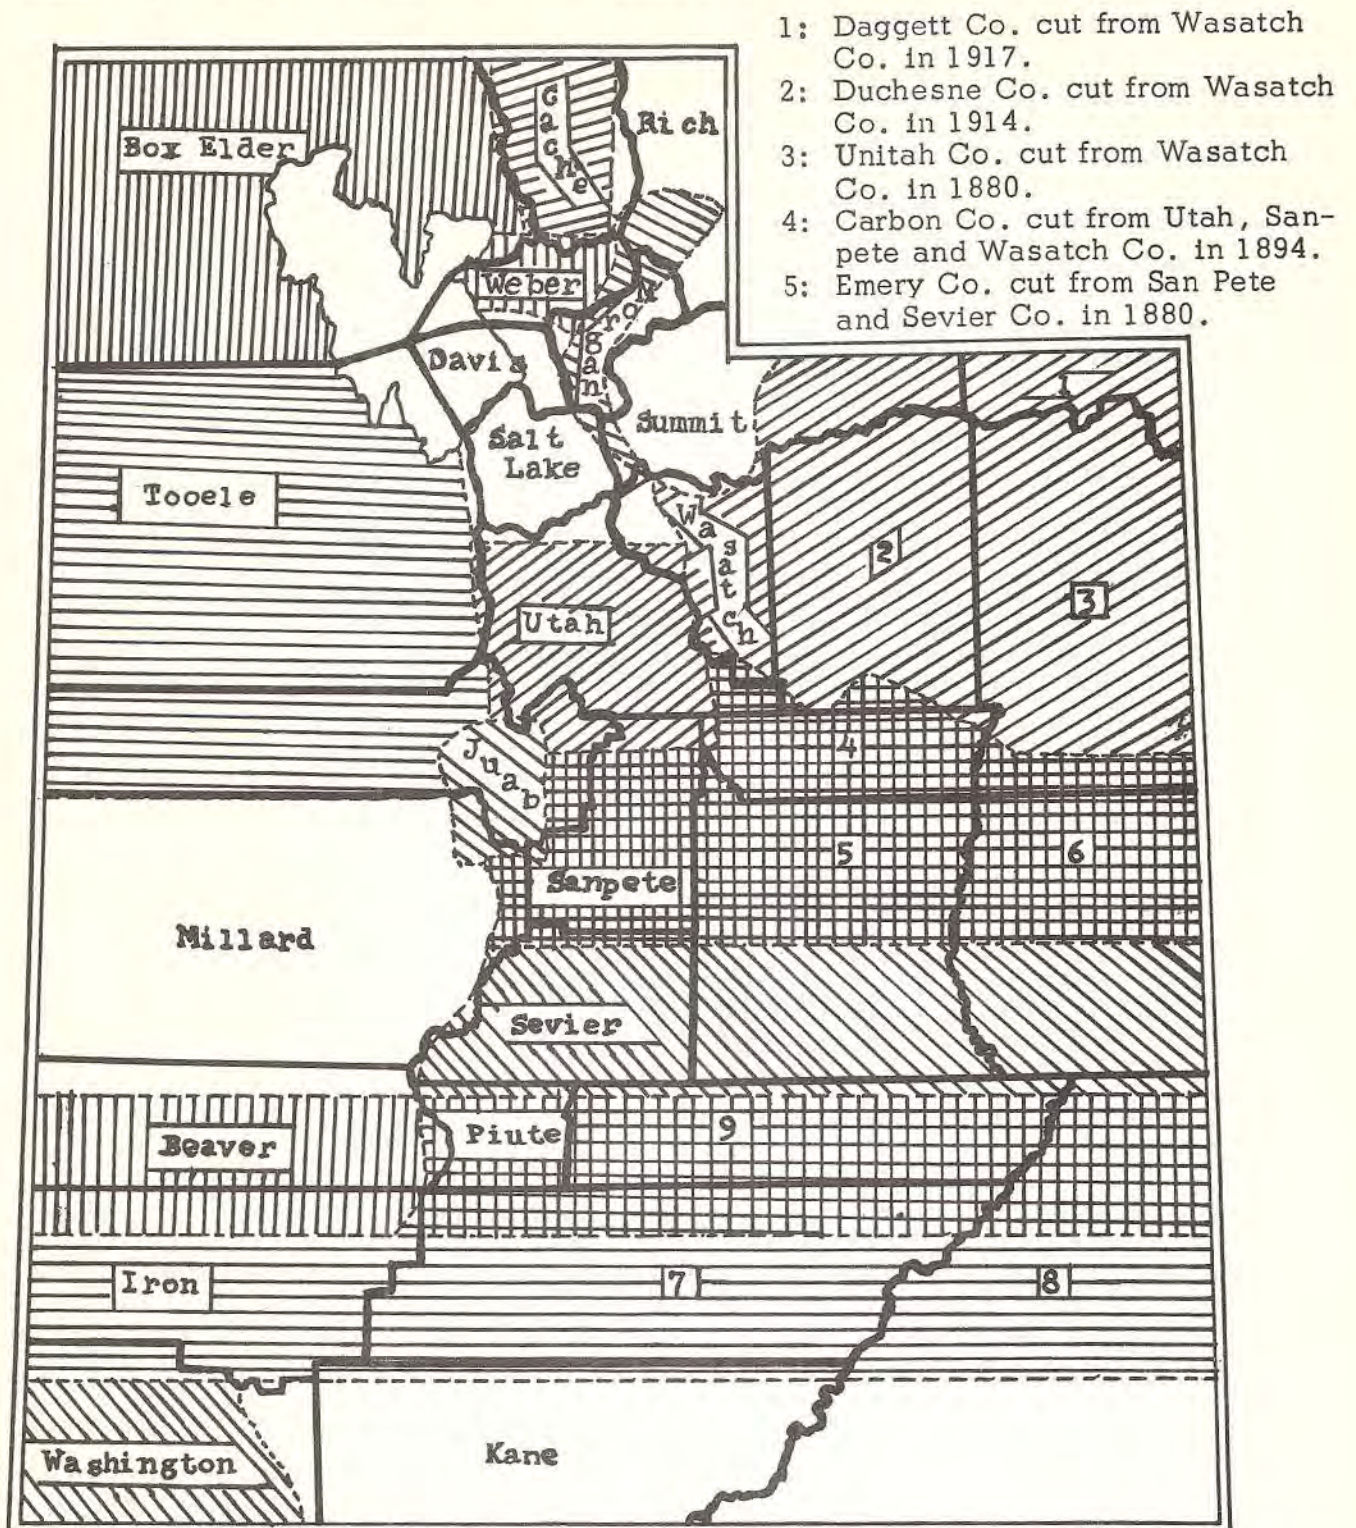 1: Daggett Co. cut from Wasatch
Co. in 1917.
2: Duchesne Co. cut from Wasatch
Co. in 1914.
3: Unitah Co. cut from Wasatch
Co. in 1880.
4: Carbon Co. cut from Utah, San-
pete and Wasatch Co. in 1894.
5: Emery Co. cut from San Pete
and Sevier Co. in 1880.
Box Elder
Cache
Rich
Weber
Morgan
Davis
Summit
1
Salt
Lake
Tooele
Wasatch
2
3
Utah
Juab
4
5
6
Sanpete
Millard
Sevier
Beaver
Piute
9
Iron
7
8
Washington
Kane